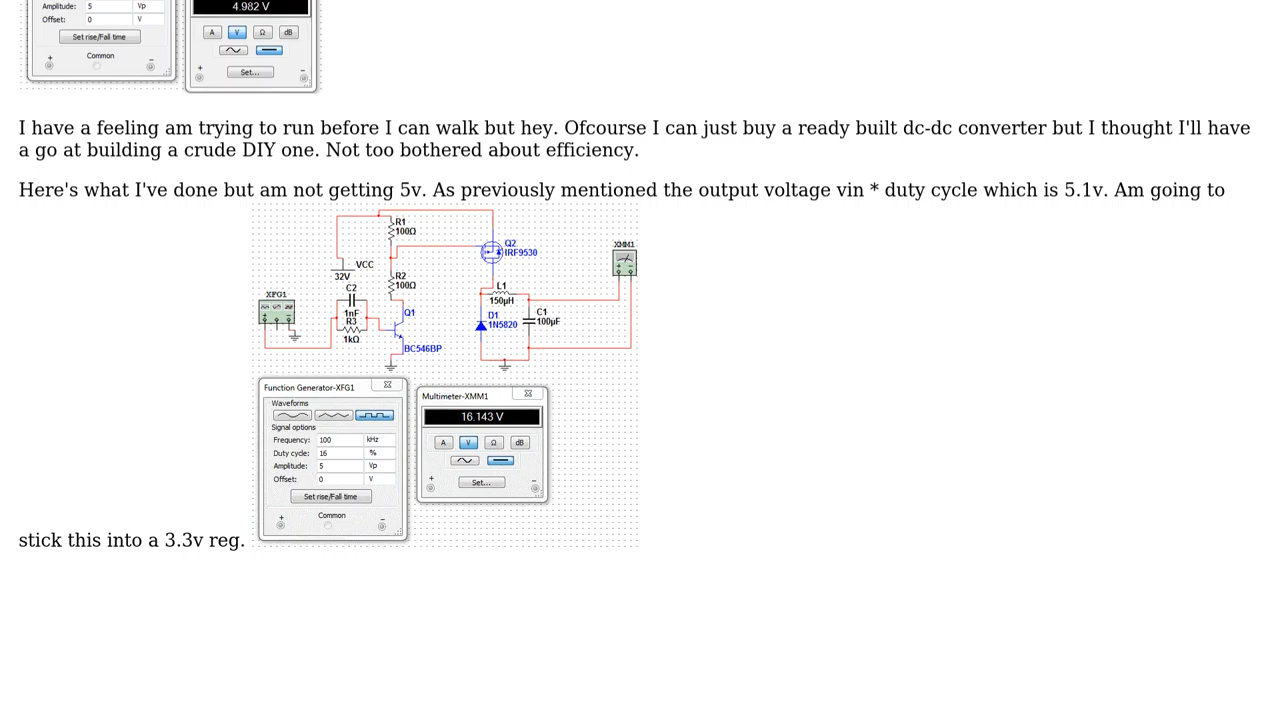 Amplitude: 5 Vp
Offset: 0 V
Set rise/Fall time
+ Common −
4.982 V
A V Ω dB
+ Set... −
I have a feeling am trying to run before I can walk but hey. Ofcourse I can just buy a ready built dc-dc converter but I thought I'll have
a go at building a crude DIY one. Not too bothered about efficiency.
Here's what I've done but am not getting 5v. As previously mentioned the output voltage vin * duty cycle which is 5.1v. Am going to
R1
100Ω
Q2
IRF9530
XMM1
VCC
32V
R2
100Ω
C2
1nF
L1
150µH
XFG1
R3
1kΩ
Q1
BC546BP
D1
1N5820
C1
100µF
Function Generator-XFG1
Waveforms
Signal options
Frequency: 100 kHz
Duty cycle: 16 %
Amplitude: 5 Vp
Offset: 0 V
Set rise/Fall time
+ Common −
Multimeter-XMM1
16.143 V
A V Ω dB
+ Set... −
stick this into a 3.3v reg.